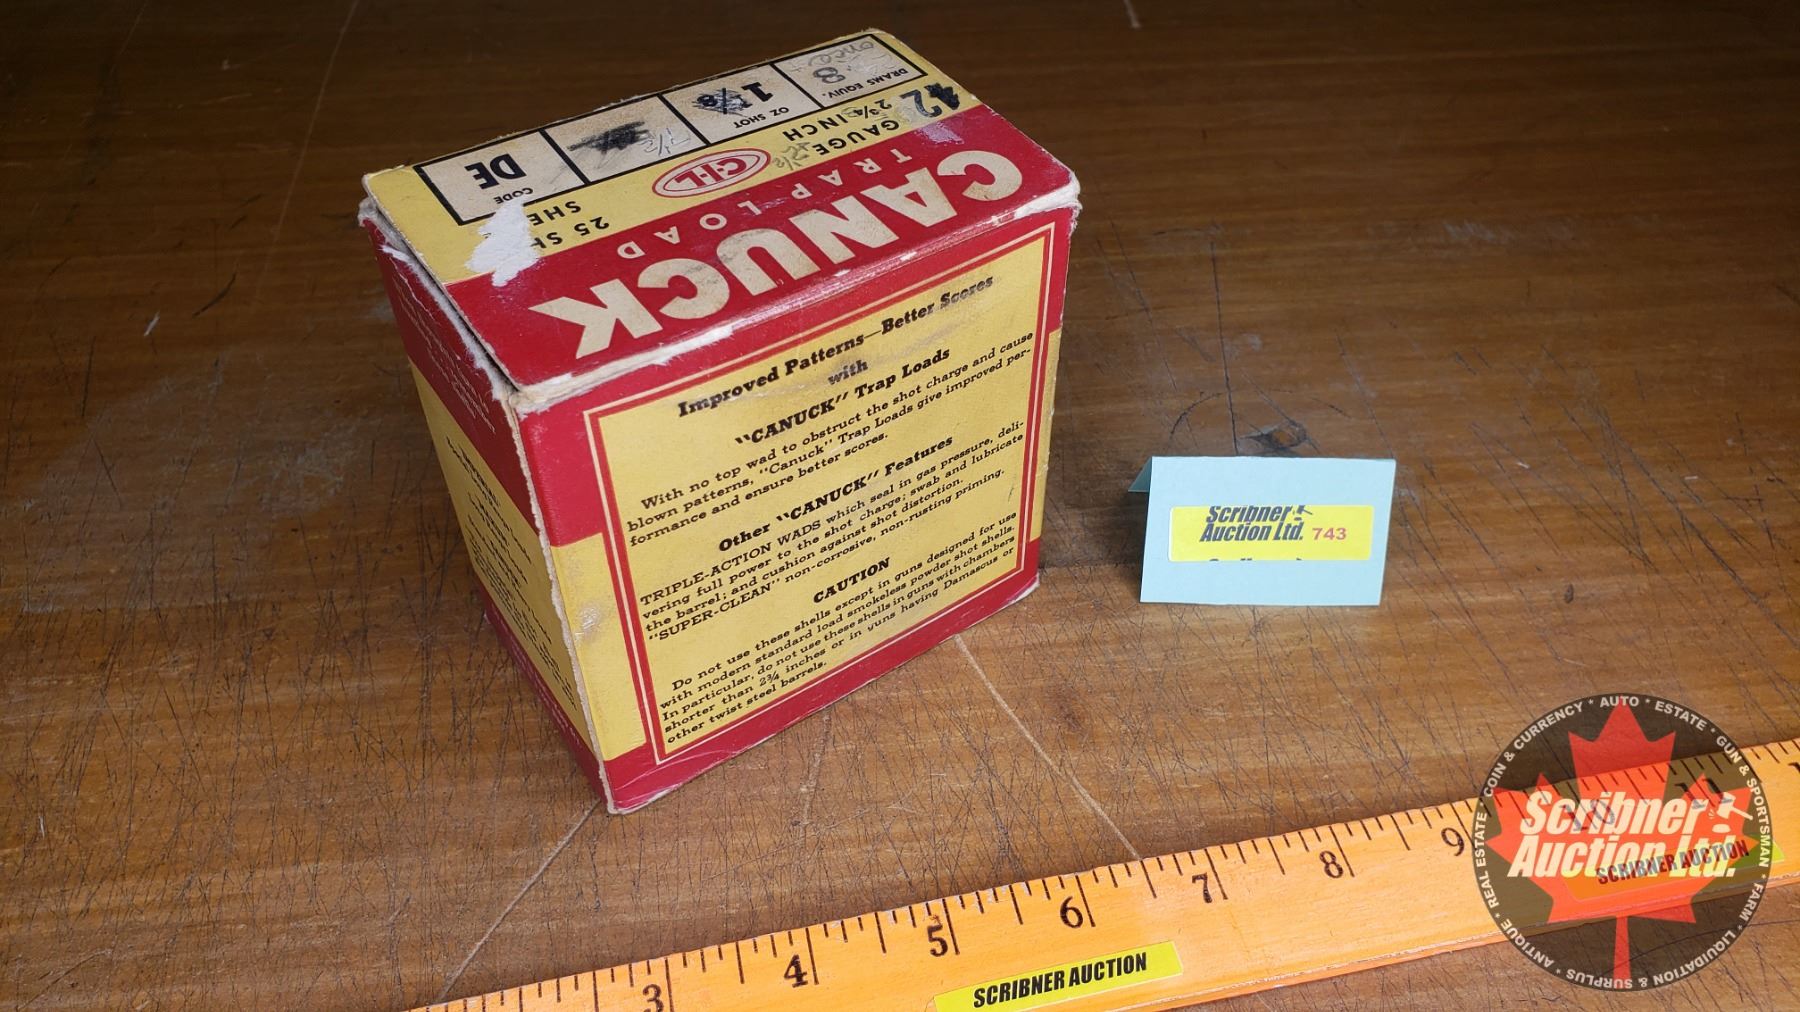 DRAMS EQUIV.
8
OZ SHOT
1 1/8
7 1/2
CODE
DE
12
GAUGE
2¾ INCH
C-I-L
25 SH
SHE
CANUCK
TRAP LOAD
Improved Patterns—Better Scores
with
"CANUCK" Trap Loads
With no top wad to obstruct the shot charge and cause
blown patterns, "Canuck" Trap Loads give improved per-
formance and ensure better scores.
Other "CANUCK" Features
TRIPLE-ACTION WADS which seal in gas pressure, deli-
vering full power to the shot charge; swab and lubricate
the barrel; and cushion against shot distortion.
"SUPER-CLEAN" non-corrosive, non-rusting priming.
CAUTION
Do not use these shells except in guns designed for use
with modern standard load smokeless powder shot shells.
In particular, do not use these shells in guns with chambers
shorter than 2¾ inches or in guns having Damascus or
other twist steel barrels.
Scribner
Auction Ltd. 743
3 4 5 6 7 8 9 10 11
SCRIBNER AUCTION
SCRIBNER AUCTION
Scribner
Auction Ltd.
ANTIQUE * REAL ESTATE * COIN & CURRENCY * AUTO * ESTATE * GUN & SPORTSMAN * FARM * LIQUIDATION & SURPLUS *